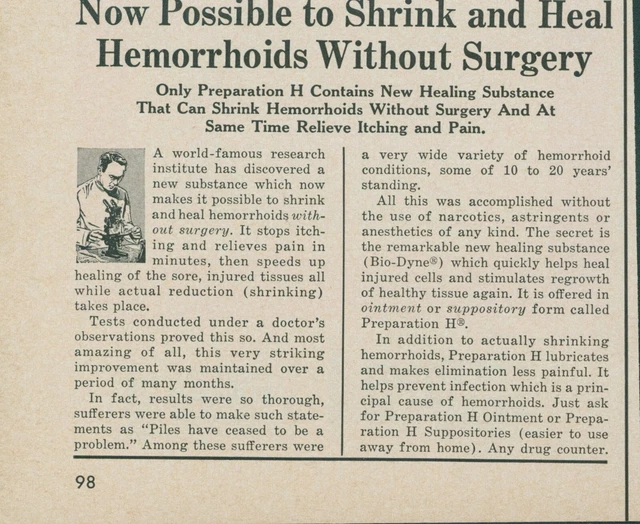 Now Possible to Shrink and Heal
Hemorrhoids Without Surgery
Only Preparation H Contains New Healing Substance
That Can Shrink Hemorrhoids Without Surgery And At
Same Time Relieve Itching and Pain.
A world-famous research
institute has discovered a
new substance which now
makes it possible to shrink
and heal hemorrhoids with-
out surgery. It stops itch-
ing and relieves pain in
minutes, then speeds up
healing of the sore, injured tissues all
while actual reduction (shrinking)
takes place.
Tests conducted under a doctor's
observations proved this so. And most
amazing of all, this very striking
improvement was maintained over a
period of many months.
In fact, results were so thorough,
sufferers were able to make such state-
ments as “Piles have ceased to be a
problem.” Among these sufferers were
a very wide variety of hemorrhoid
conditions, some of 10 to 20 years'
standing.
All this was accomplished without
the use of narcotics, astringents or
anesthetics of any kind. The secret is
the remarkable new healing substance
(Bio-Dyne®) which quickly helps heal
injured cells and stimulates regrowth
of healthy tissue again. It is offered in
ointment or suppository form called
Preparation H®.
In addition to actually shrinking
hemorrhoids, Preparation H lubricates
and makes elimination less painful. It
helps prevent infection which is a prin-
cipal cause of hemorrhoids. Just ask
for Preparation H Ointment or Prepa-
ration H Suppositories (easier to use
away from home). Any drug counter.
98